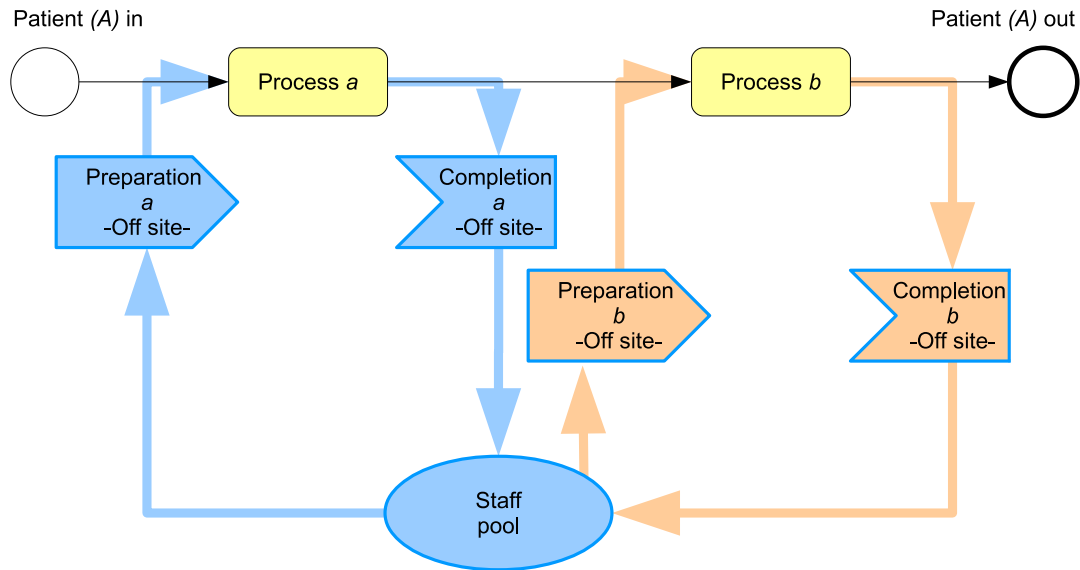 Patient (A) in
Patient (A) out
Process a
Process b
Preparation
a
-Off site-
Completion
a
-Off site-
Preparation
b
-Off site-
Completion
b
-Off site-
Staff
pool